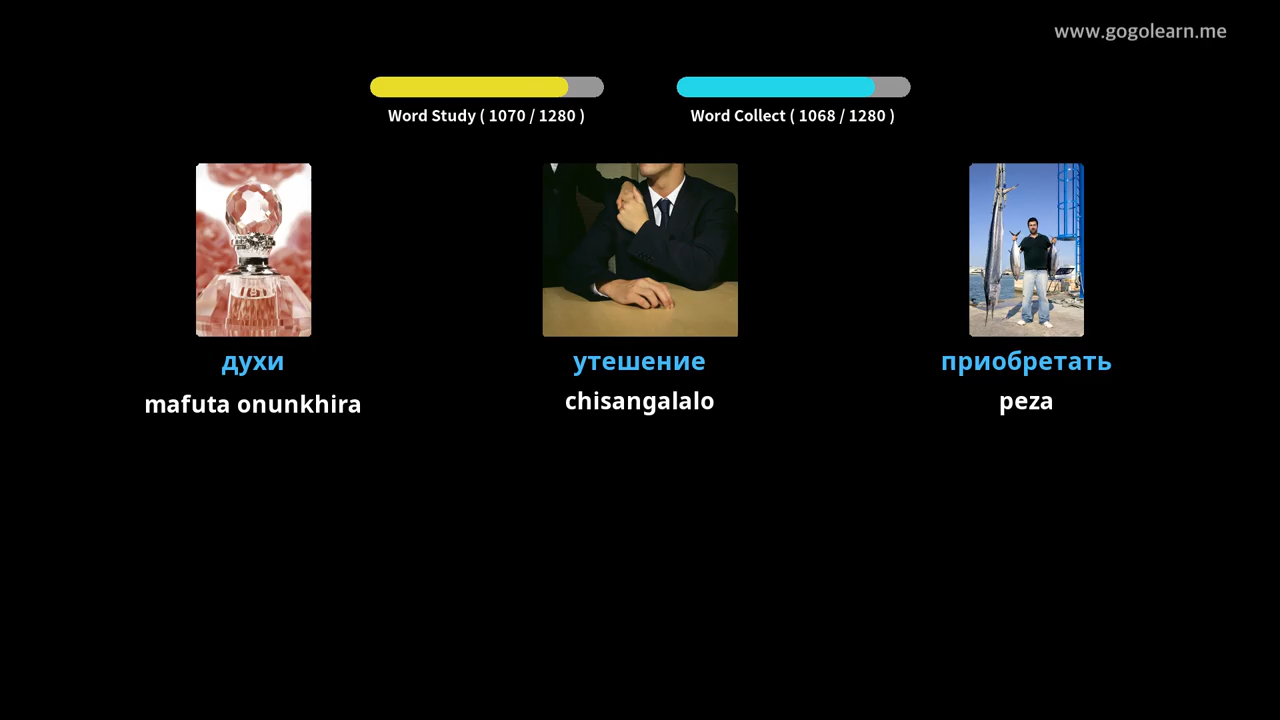 www.gogolearn.me
Word Study ( 1070 / 1280 )
Word Collect ( 1068 / 1280 )
духи
утешение
приобретать
mafuta onunkhira
chisangalalo
peza